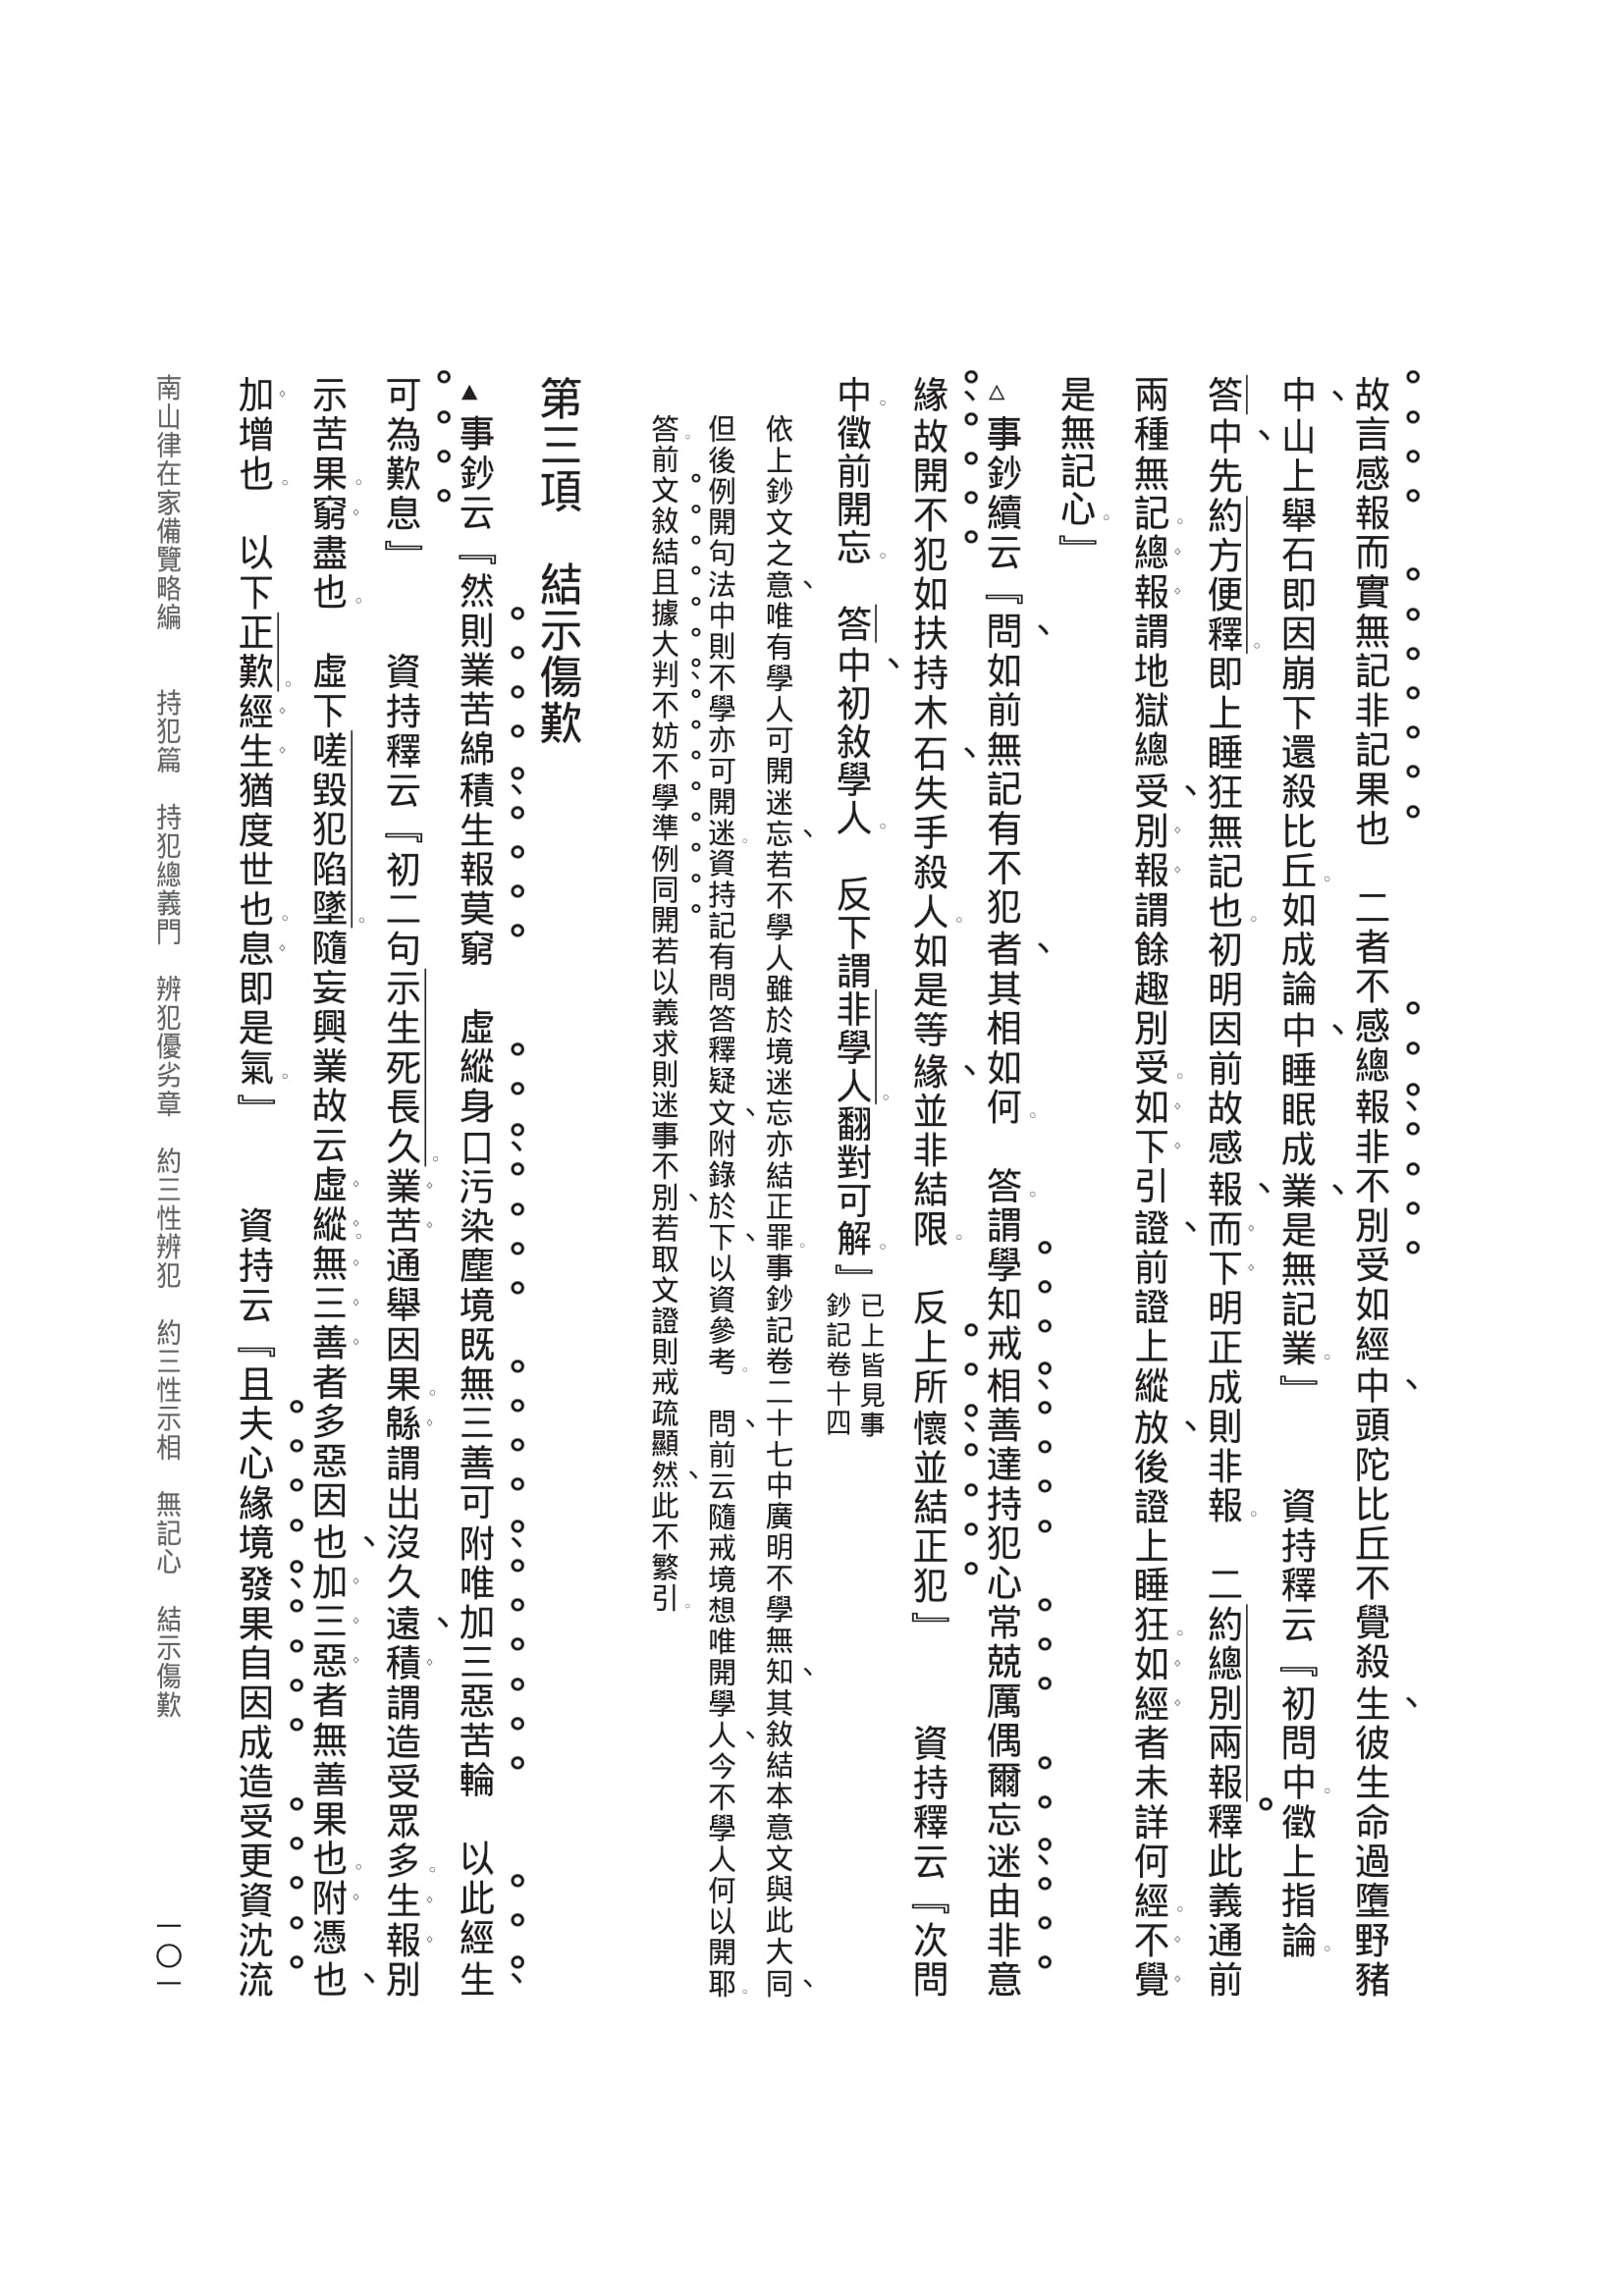 故言感報而實無記非記果也　二者不感總報非不別受如經中頭陀比丘不覺殺生彼生命過墮野豬
中山上舉石即因崩下還殺比丘如成論中睡眠成業是無記業』　　資持釋云『初問中徵上指論
答中先約方便釋即上睡狂無記也初明因前故感報而下明正成則非報　二約總別兩報釋此義通前
兩種無記總報謂地獄總受別報謂餘趣別受如下引證前證上縱放後證上睡狂如經者未詳何經不覺
是無記心』
△事鈔續云『問如前無記有不犯者其相如何　答謂學知戒相善達持犯心常兢厲偶爾忘迷由非意
緣故開不犯如扶持木石失手殺人如是等緣並非結限　反上所懷並結正犯』　　資持釋云『次問
中徵前開忘　答中初敘學人　反下謂非學人翻對可解』已上皆見事鈔記卷十四
依上鈔文之意唯有學人可開迷忘若不學人雖於境迷忘亦結正罪事鈔記卷二十七中廣明不學無知其敘結本意文與此大同
但後例開句法中則不學亦可開迷資持記有問答釋疑文附錄於下以資參考　問前云隨戒境想唯開學人今不學人何以開耶
答前文敘結且據大判不妨不學準例同開若以義求則迷事不別若取文證則戒疏顯然此不繁引
第三項　結示傷歎
▲事鈔云『然則業苦綿積生報莫窮　虛縱身口污染塵境既無三善可附唯加三惡苦輪　以此經生
可為歎息』　　資持釋云『初二句示生死長久業苦通舉因果緜謂出沒久遠積謂造受眾多生報別
示苦果窮盡也　虛下嗟毀犯陷墜隨妄興業故云虛縱無三善者多惡因也加三惡者無善果也附憑也
加增也　以下正歎經生猶度世也息即是氣』　　資持云『且夫心緣境發果自因成造受更資沈流
南山律在家備覽略編　　持犯篇　持犯總義門　辨犯優劣章　約三性辨犯　約三性示相　無記心　結示傷歎
一〇一